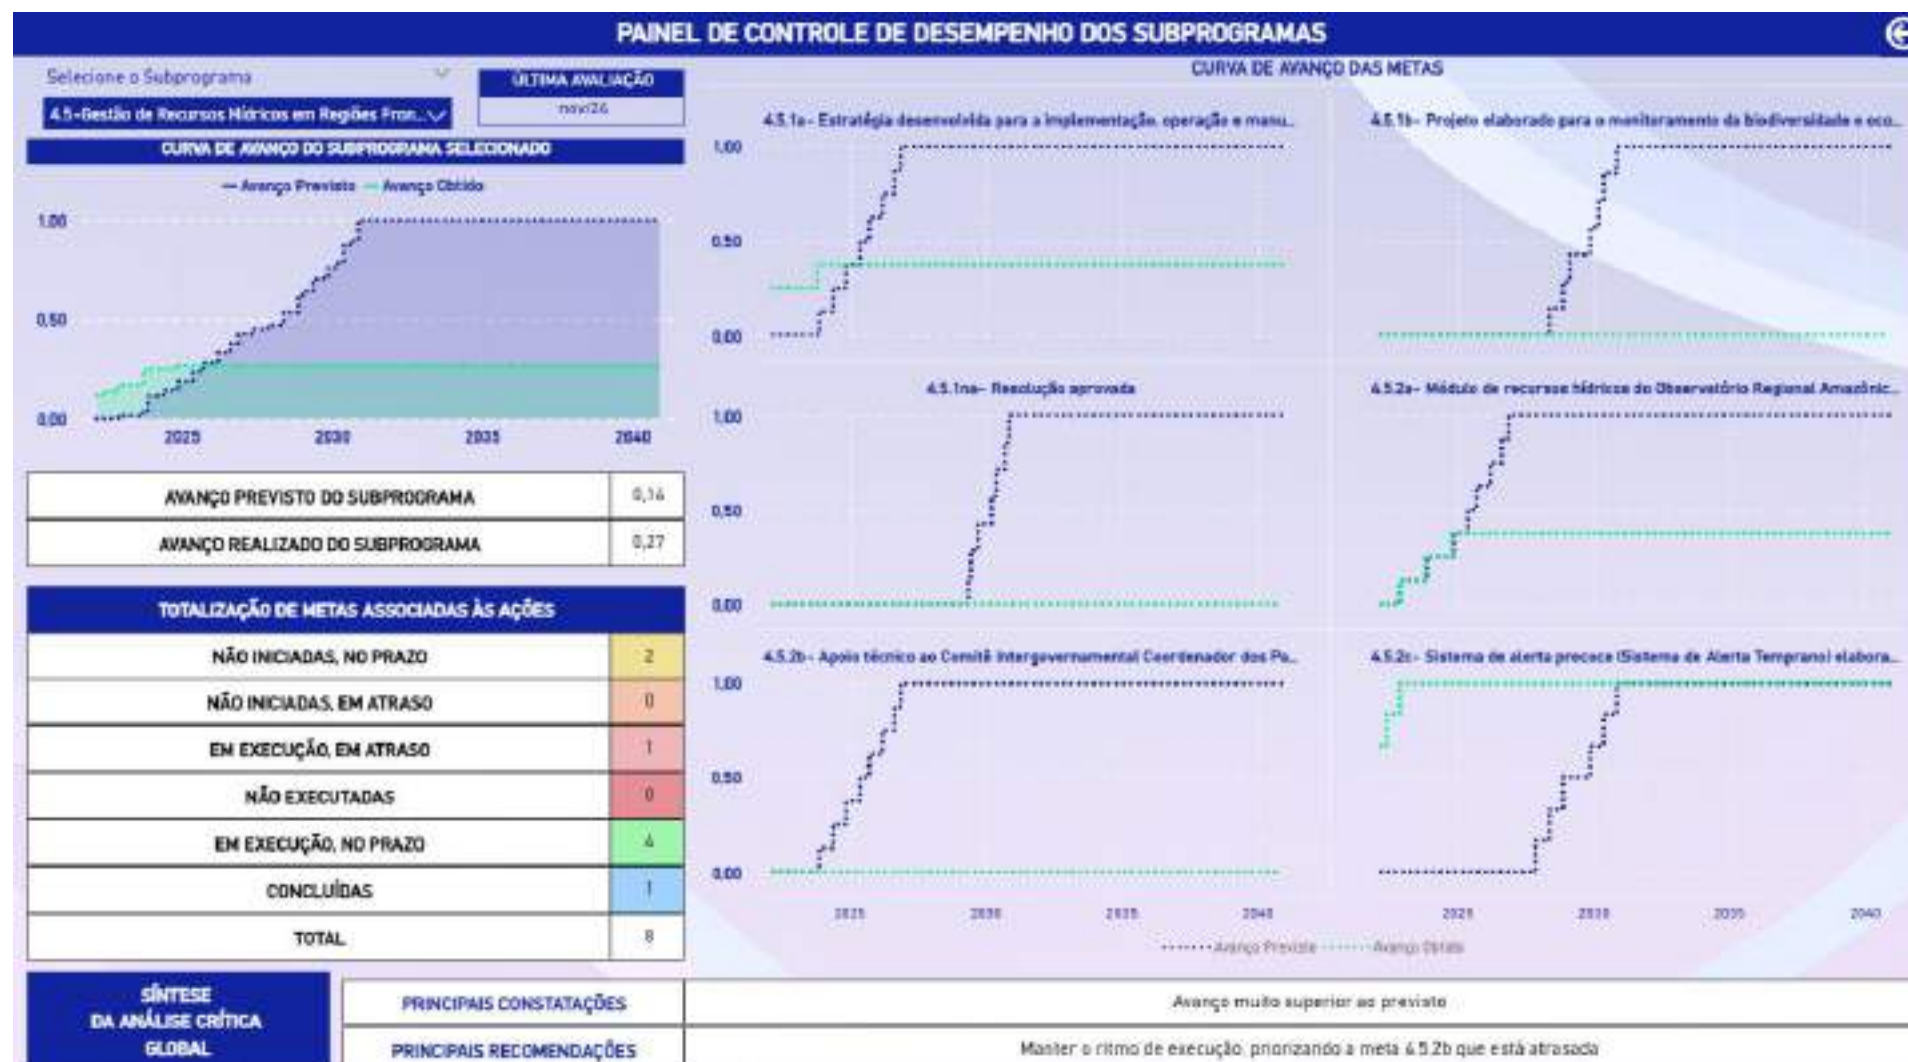 PAINEL DE CONTROLE DE DESEMPENHO DOS SUBPROGRAMAS
Selecione o Subprograma
4.5-Gestão de Recursos Hídricos em Regiões Fron...
ÚLTIMA AVALIAÇÃO
nov/24
CURVA DE AVANÇO DO SUBPROGRAMA SELECIONADO
Avanço Previsto Avanço Obtido
1,00
0,50
0,00
2025 2030 2035 2040
AVANÇO PREVISTO DO SUBPROGRAMA 0,14
AVANÇO REALIZADO DO SUBPROGRAMA 0,27
TOTALIZAÇÃO DE METAS ASSOCIADAS ÀS AÇÕES
NÃO INICIADAS, NO PRAZO 2
NÃO INICIADAS, EM ATRASO 0
EM EXECUÇÃO, EM ATRASO 1
NÃO EXECUTADAS 0
EM EXECUÇÃO, NO PRAZO 4
CONCLUÍDAS 1
TOTAL 8
CURVA DE AVANÇO DAS METAS
4.5.1a- Estratégia desenvolvida para a implementação, operação e manu...
4.5.1b- Projeto elaborado para o monitoramento da biodiversidade e eco...
1,00
0,50
0,00
4.5.1na- Resolução aprovada
4.5.2a- Módulo de recursos hídricos do Observatório Regional Amazônic...
1,00
0,50
0,00
4.5.2b- Apoio técnico ao Comitê Intergovernamental Coordenador dos Pa...
4.5.2c- Sistema de alerta precoce (Sistema de Alerta Temprano) elabora...
1,00
0,50
0,00
2025 2030 2035 2040
2025 2030 2035 2040
Avanço Previsto Avanço Obtido
SÍNTESE
DA ANÁLISE CRÍTICA
GLOBAL
PRINCIPAIS CONSTATAÇÕES
Avanço muito superior ao previsto
PRINCIPAIS RECOMENDAÇÕES
Manter o ritmo de execução, priorizando a meta 4.5.2b que está atrasada